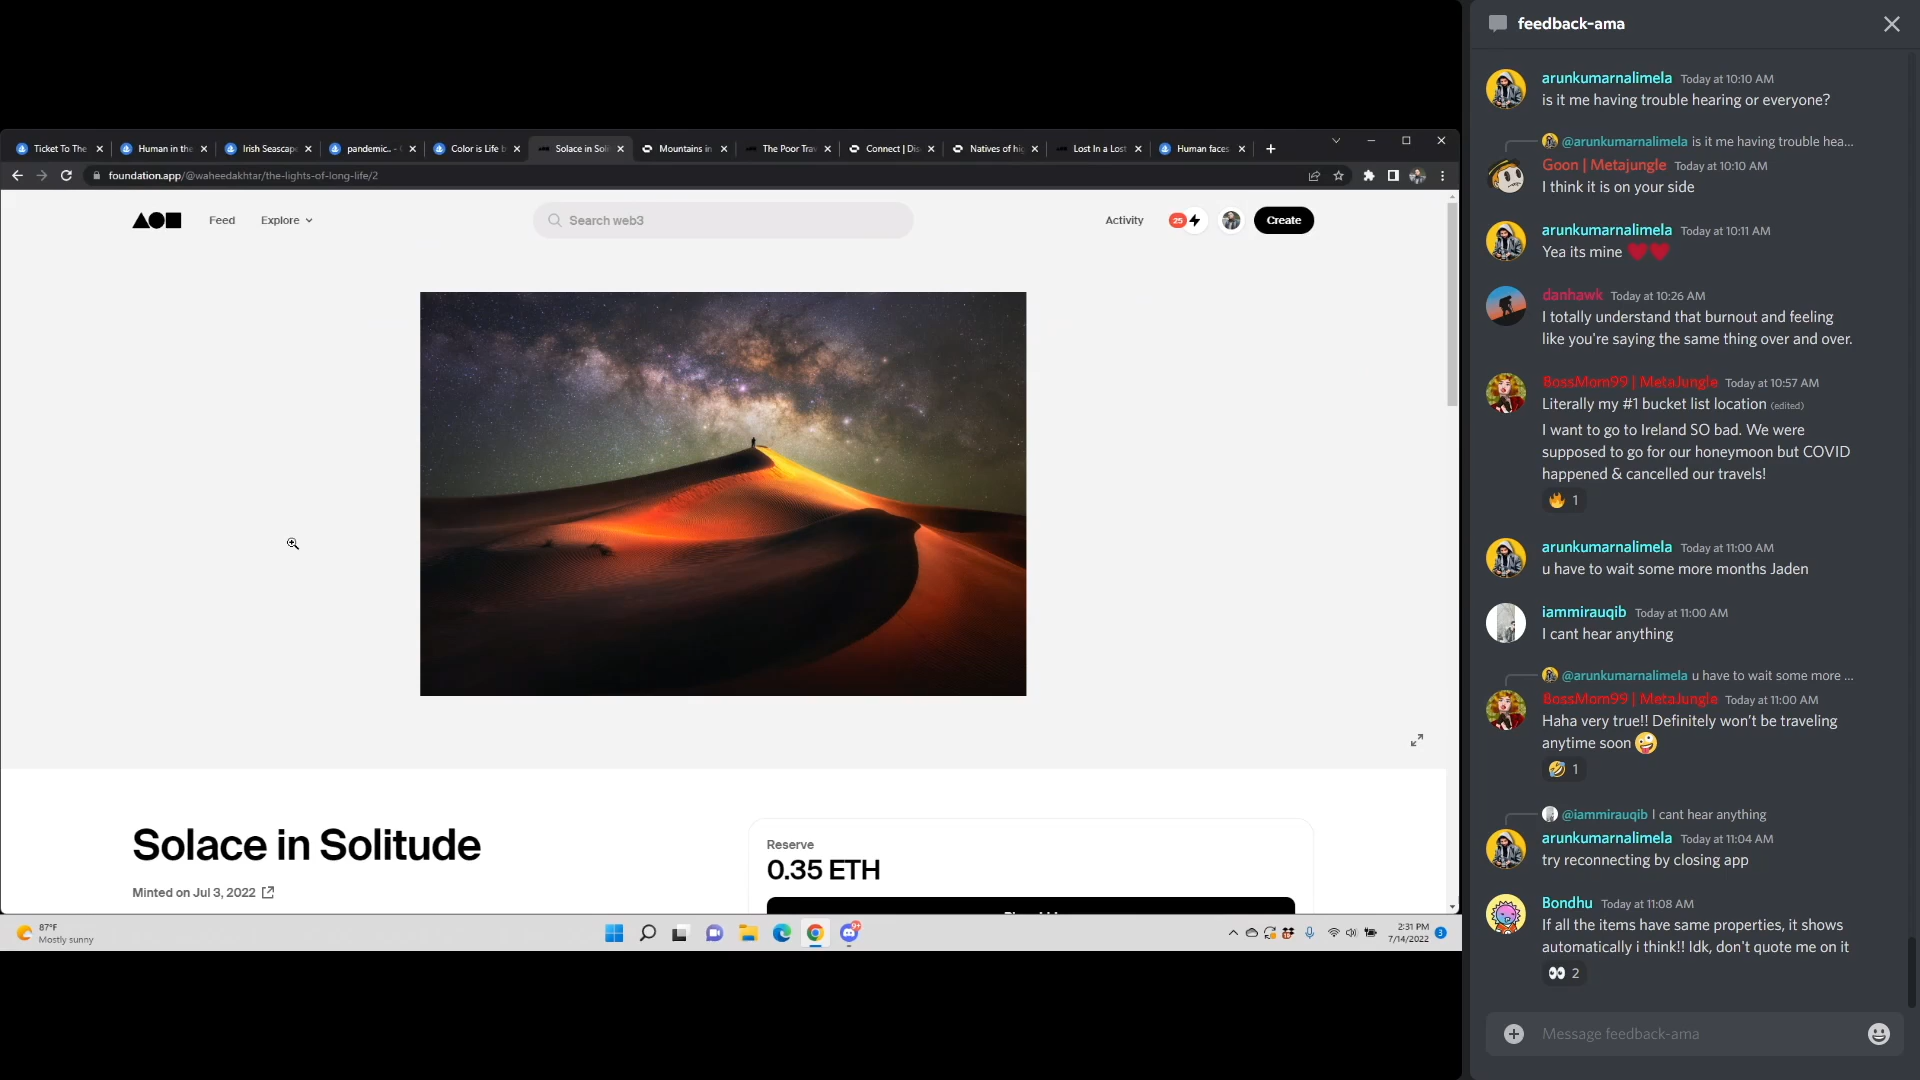 Ticket To The
Human in the
Irish Seascape
pandemic.. -
Color is Life b
Solace in Soli
Mountains in
The Poor Trav
Connect | Dis
Natives of hig
Lost In a Lost
Human faces
foundation.app/@waheedakhtar/the-lights-of-long-life/2
Feed
Explore
Search web3
Activity
25
Create
Solace in Solitude
Minted on Jul 3, 2022
Reserve
0.35 ETH
87°F
Mostly sunny
2:31 PM
7/14/2022
3
feedback-ama
arunkumarnalimela Today at 10:10 AM
is it me having trouble hearing or everyone?
@arunkumarnalimela is it me having trouble hea...
Goon | Metajungle Today at 10:10 AM
I think it is on your side
arunkumarnalimela Today at 10:11 AM
Yea its mine ♥♥
danhawk Today at 10:26 AM
I totally understand that burnout and feeling
like you're saying the same thing over and over.
BossMom99 | MetaJungle Today at 10:57 AM
Literally my #1 bucket list location (edited)
I want to go to Ireland SO bad. We were
supposed to go for our honeymoon but COVID
happened & cancelled our travels!
🔥 1
arunkumarnalimela Today at 11:00 AM
u have to wait some more months Jaden
iammirauqib Today at 11:00 AM
I cant hear anything
@arunkumarnalimela u have to wait some more ...
BossMom99 | MetaJungle Today at 11:00 AM
Haha very true!! Definitely won't be traveling
anytime soon 🤪
🤣 1
@iammirauqib I cant hear anything
arunkumarnalimela Today at 11:04 AM
try reconnecting by closing app
Bondhu Today at 11:08 AM
If all the items have same properties, it shows
automatically i think!! Idk, don't quote me on it
👀 2
Message feedback-ama